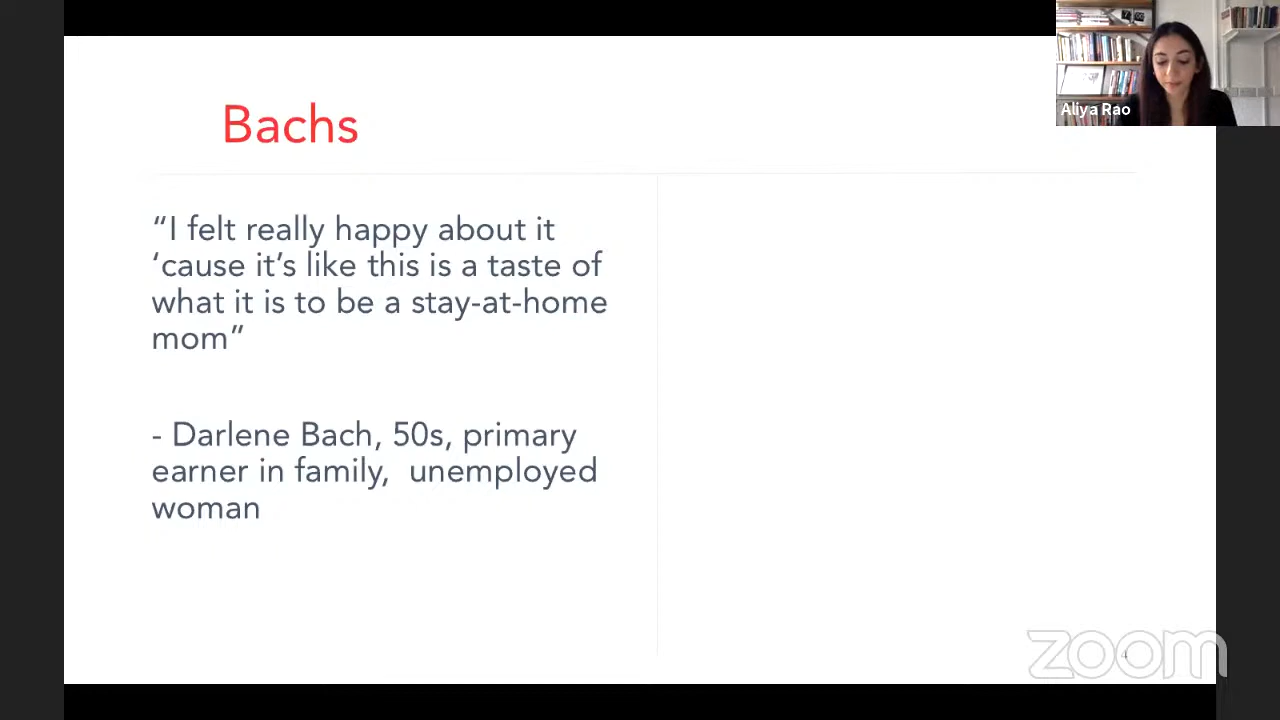 Aliya Rao
Bachs
“I felt really happy about it
‘cause it’s like this is a taste of
what it is to be a stay-at-home
mom”
- Darlene Bach, 50s, primary
earner in family,  unemployed
woman
4
zoom